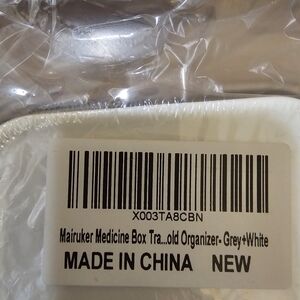 X003TA8CBN
Mairuker Medicine Box Tra...old Organizer- Grey+White
MADE IN CHINA NEW